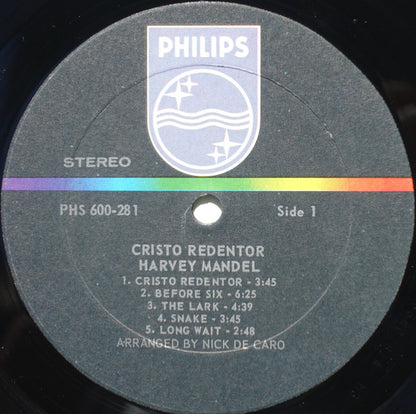 PHILIPS
STEREO
PHS 600-281 Side 1
CRISTO REDENTOR
HARVEY MANDEL
1. CRISTO REDENTOR - 3:45
2. BEFORE SIX - 6:25
3. THE LARK - 4:39
4. SNAKE - 3:45
5. LONG WAIT - 2:48
ARRANGED BY NICK DE CARO